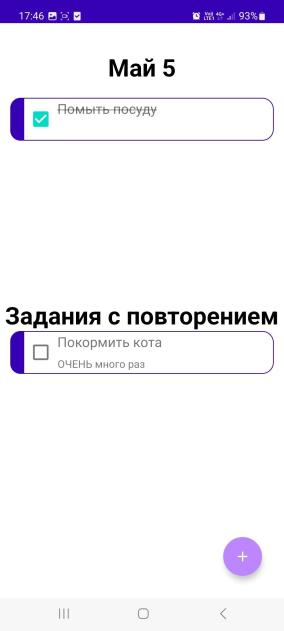 17:46 93%
Май 5
Помыть посуду
Задания с повторением
Покормить кота
ОЧЕНЬ много раз